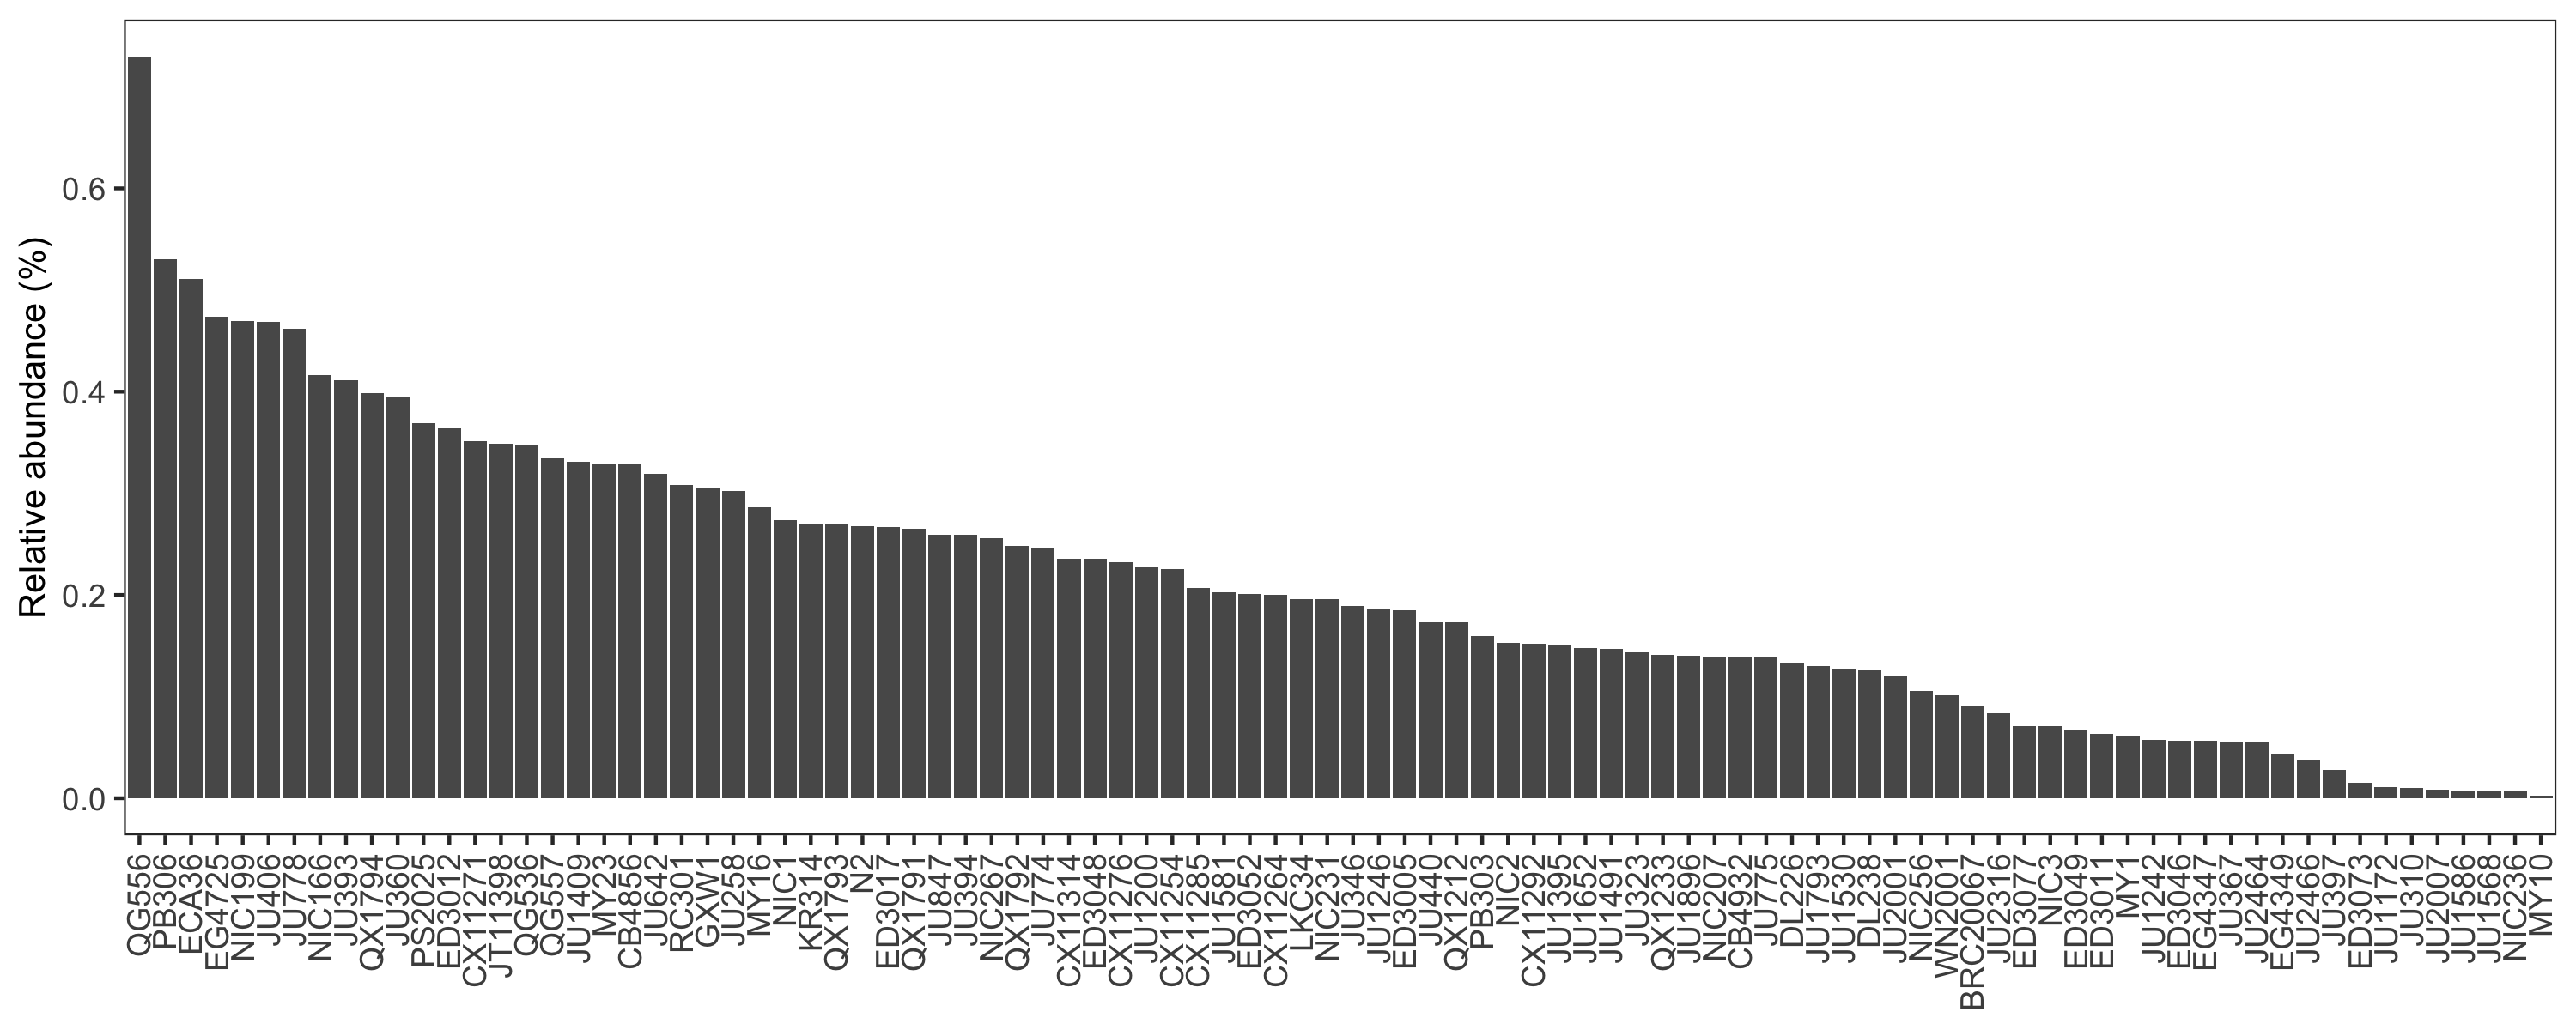 Relative abundance (%)
0.6
0.4
0.2
0.0
QG556
PB306
ECA36
EG4725
NIC199
JU406
JU778
NIC166
JU393
QX1794
JU360
PS2025
ED3012
CX11271
JT11398
QG536
QG557
JU1409
MY23
CB4856
JU642
RC301
GXW1
JU258
MY16
NIC1
KR314
QX1793
N2
ED3017
QX1791
JU847
JU394
NIC267
QX1792
JU774
CX11314
ED3048
CX11276
JU1200
CX11254
CX11285
JU1581
ED3052
CX11264
LKC34
NIC231
JU346
JU1246
ED3005
JU440
QX1212
PB303
NIC2
CX11292
JU1395
JU1652
JU1491
JU323
QX1233
JU1896
NIC207
CB4932
JU775
DL226
JU1793
JU1530
DL238
JU2001
NIC256
WN2001
BRC20067
JU2316
ED3077
NIC3
ED3049
ED3011
MY1
JU1242
ED3046
EG4347
JU367
JU2464
EG4349
JU2466
JU397
ED3073
JU1172
JU310
JU2007
JU1586
JU1568
NIC236
MY10